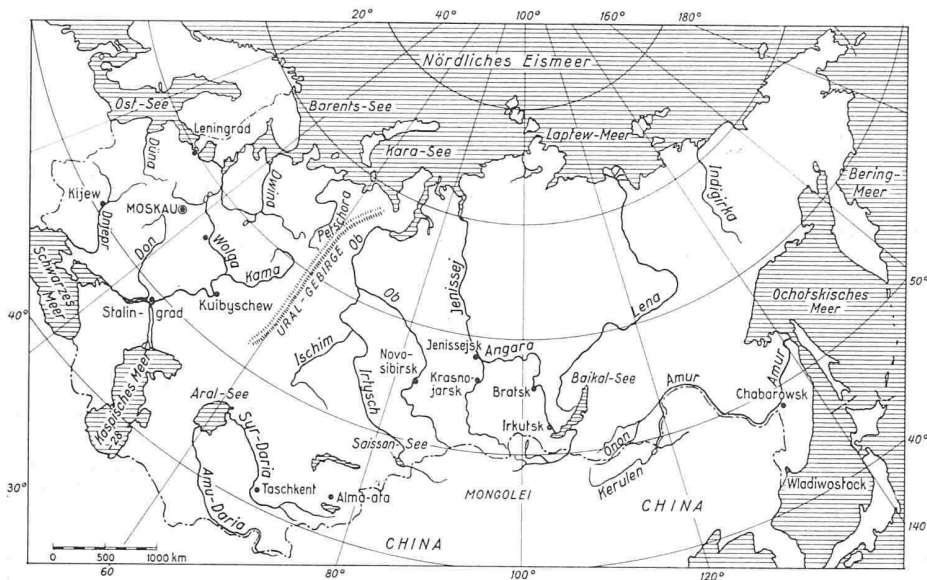 20° 60° 100° 160° 180°
Nördliches Eismeer
Ost-See
Barents-See
Leningrad
Kara-See
Laptew-Meer
Düna
Dwina
Indigirka
Bering-
Meer
Kijew
MOSKAU
Petschora
Dnjepr
Don
Wolga
Kama
URAL-GEBIRGE
Ob
Ob
Jenissej
Lena
50°
Schwarzes
Meer
Ochotskisches
Meer
Kuibyschew
40°
Stalin-
grad
Ischim
Irtysch
Novo-
sibirsk
Jenissejsk
Angara
Krasno-
jarsk
Bratsk
Baikal-See
Amur
Amur
Chabarowsk
Kaspisches Meer
-28
Aral-See
Irkutsk
Onon
Saissan-See
40°
Syr-Daria
Kerulen
Wladiwostock
30°
Amu-Daria
Taschkent
Alma-ata
MONGOLEI
CHINA
140°
CHINA
0 500 1000 km
60 80° 100° 120°